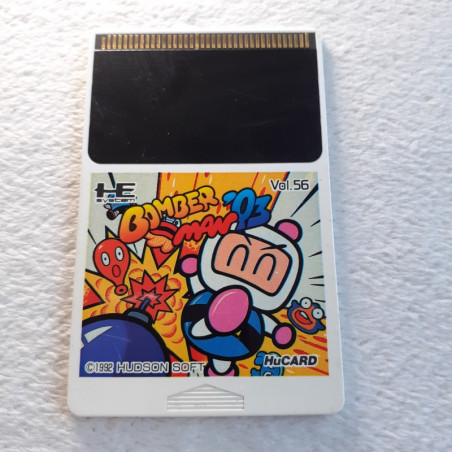 HE
system
Vol.56
BOMBER '93
MAN
B
©1992 HUDSON SOFT
HuCARD